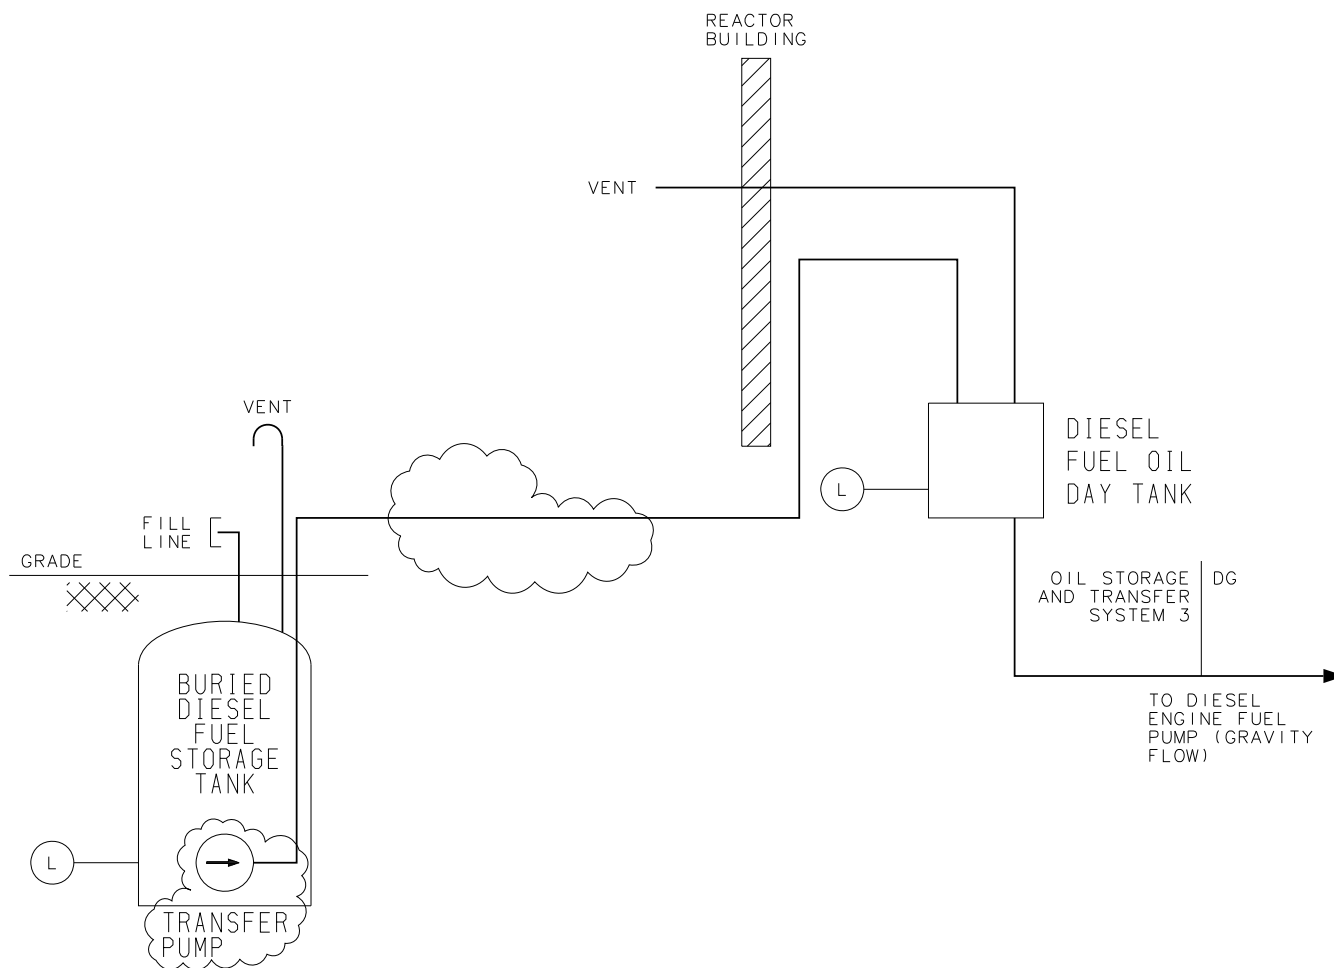 REACTOR
BUILDING
VENT
VENT
FILL
LINE
GRADE
L
DIESEL
FUEL OIL
DAY TANK
OIL STORAGE
AND TRANSFER
SYSTEM 3
DG
TO DIESEL
ENGINE FUEL
PUMP (GRAVITY
FLOW)
BURIED
DIESEL
FUEL
STORAGE
TANK
L
TRANSFER
PUMP